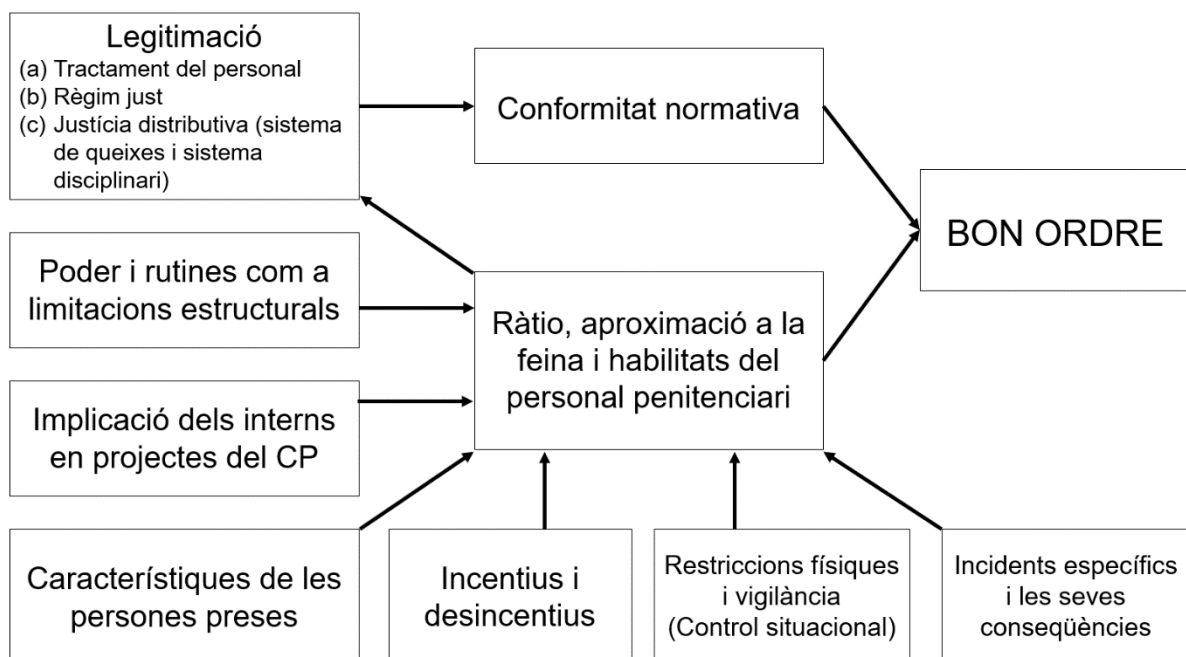 Legitimació
(a) Tractament del personal
(b) Règim just
(c) Justícia distributiva (sistema
de queixes i sistema
disciplinari)
Conformitat normativa
BON ORDRE
Poder i rutines com a
limitacions estructurals
Ràtio, aproximació a la
feina i habilitats del
personal penitenciari
Implicació dels interns
en projectes del CP
Característiques de les
persones preses
Incentius i
desincentius
Restriccions físiques
i vigilància
(Control situacional)
Incidents específics
i les seves
conseqüències